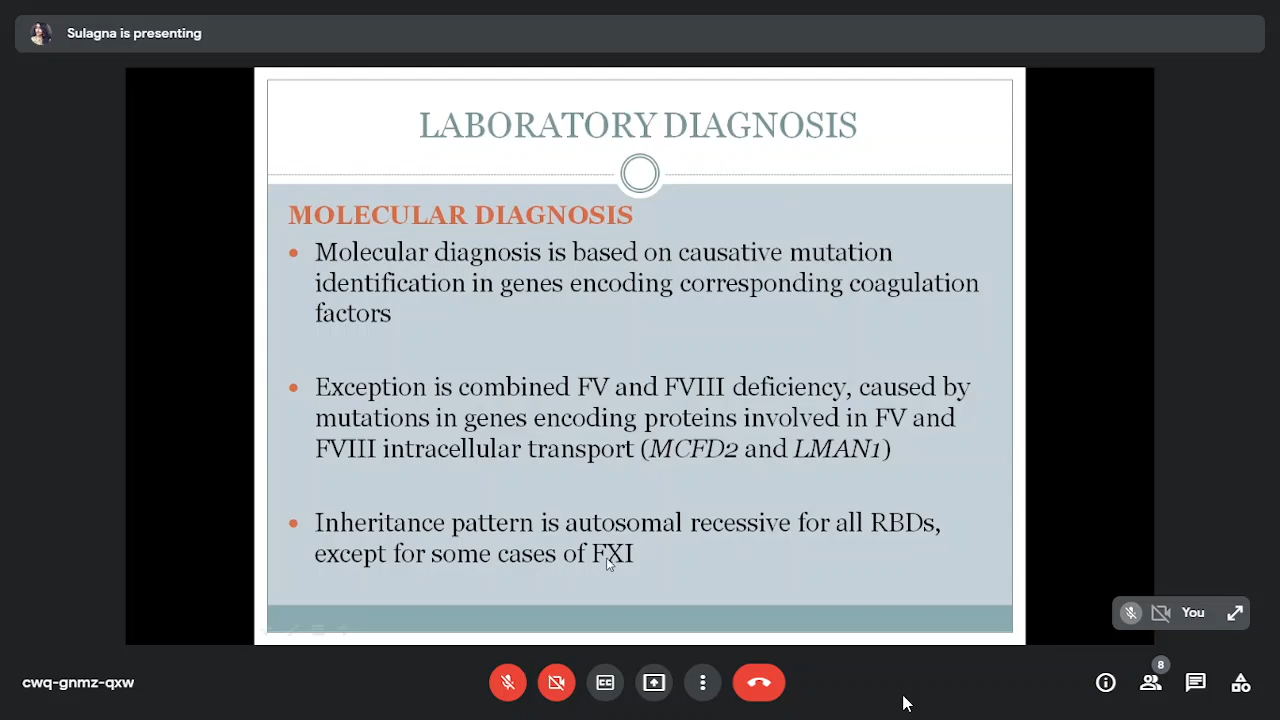 Sulagna is presenting
LABORATORY DIAGNOSIS
MOLECULAR DIAGNOSIS
• Molecular diagnosis is based on causative mutation
identification in genes encoding corresponding coagulation
factors
• Exception is combined FV and FVIII deficiency, caused by
mutations in genes encoding proteins involved in FV and
FVIII intracellular transport (MCFD2 and LMAN1)
• Inheritance pattern is autosomal recessive for all RBDs,
except for some cases of FXI
You
8
cwq-gnmz-qxw
CC